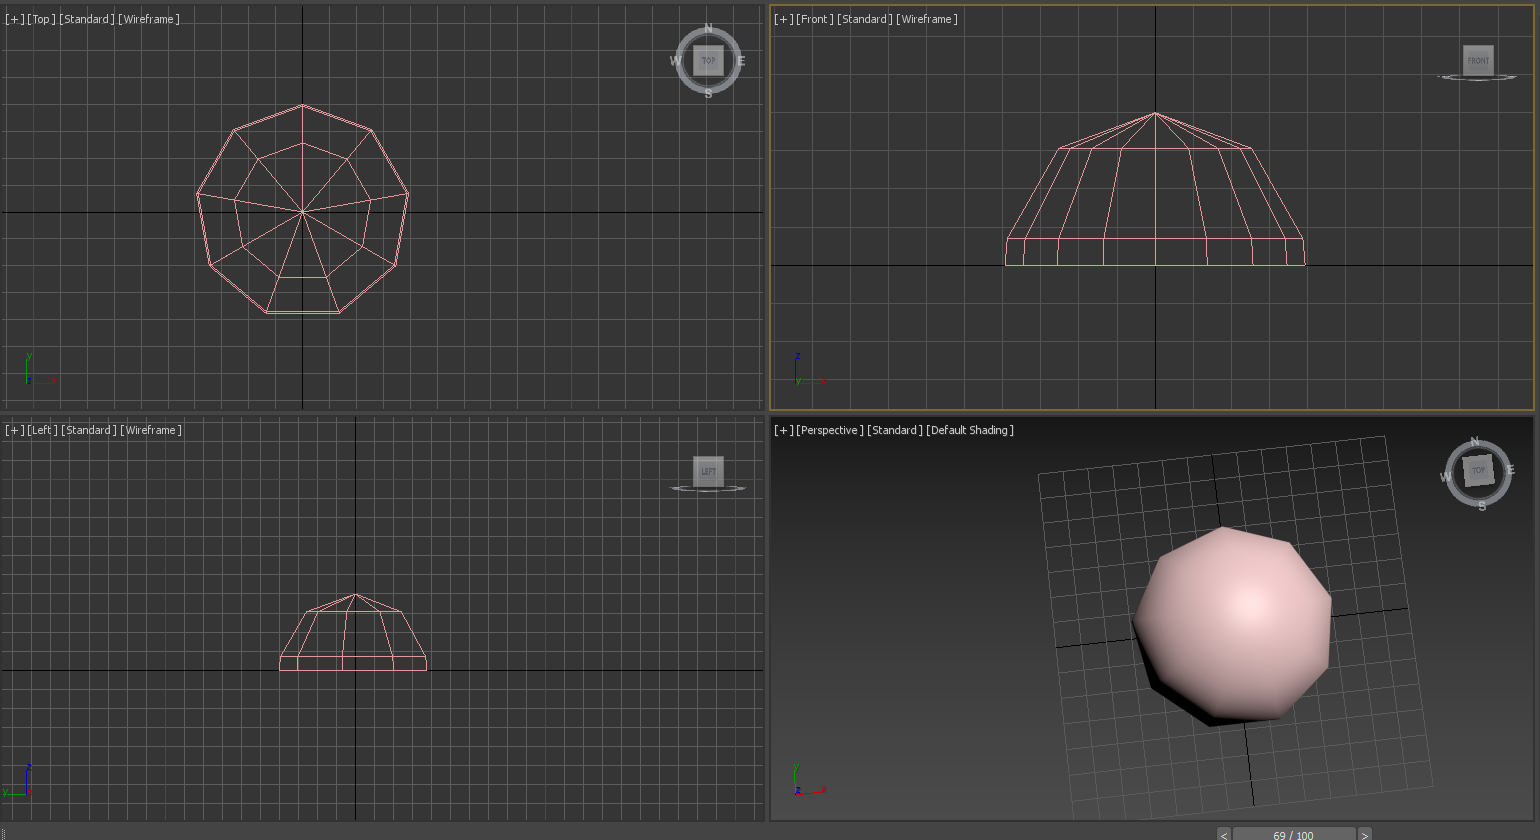 [+] [Top] [Standard] [Wireframe]
N
W TOP E
S
y
z x
[+] [Front] [Standard] [Wireframe]
FRONT
z
y x
[+] [Left] [Standard] [Wireframe]
LEFT
z
y x
[+] [Perspective] [Standard] [Default Shading]
N
W TOP E
S
y
z x
< 69 / 100 >